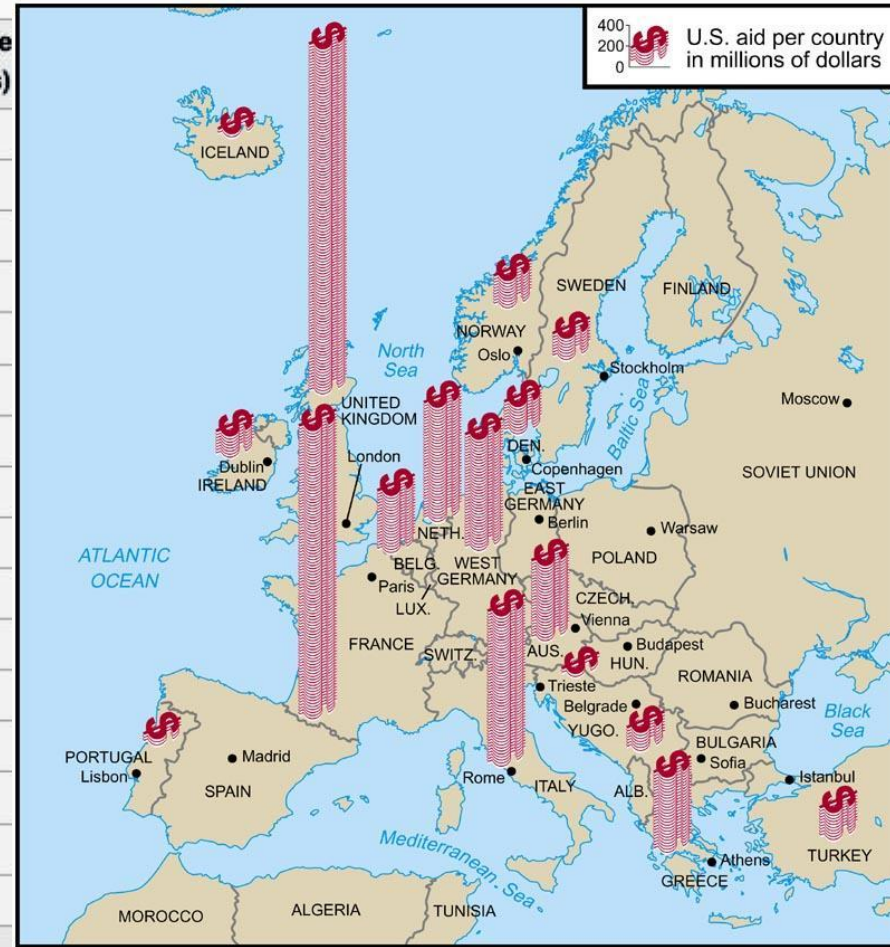 e
)
400
200
0
U.S. aid per country
in millions of dollars
ICELAND
SWEDEN
FINLAND
NORWAY
Oslo
North
Sea
Stockholm
Baltic Sea
Moscow
UNITED
KINGDOM
London
Dublin
IRELAND
DEN.
Copenhagen
EAST
GERMANY
Berlin
SOVIET UNION
Warsaw
POLAND
NETH.
BELG.
WEST
GERMANY
ATLANTIC
OCEAN
Paris
LUX.
CZECH.
Vienna
FRANCE
SWITZ.
AUS.
Budapest
HUN.
ROMANIA
Trieste
Belgrade
Bucharest
YUGO.
Black
Sea
PORTUGAL
Lisbon
Madrid
SPAIN
BULGARIA
Sofia
Rome
ITALY
ALB.
Istanbul
TURKEY
Mediterranean Sea
Athens
GREECE
MOROCCO
ALGERIA
TUNISIA